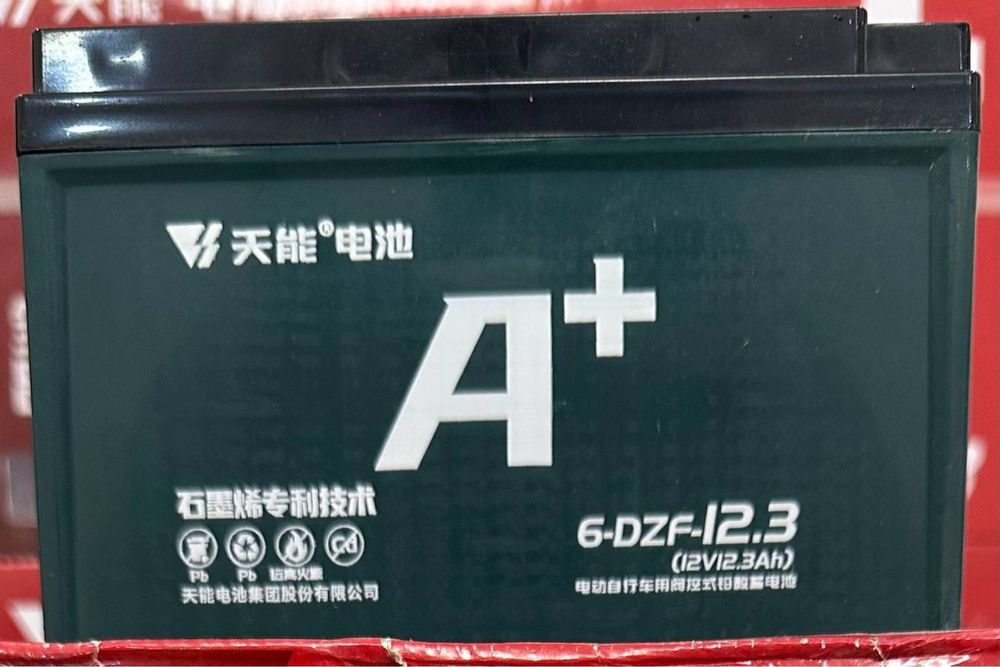 天能®电池
A+
石墨烯专利技术
Pb Pb 远离火源 Cd
天能电池集团股份有限公司
6-DZF-12.3
(12V12.3Ah)
电动自行车用阀控式铅酸蓄电池